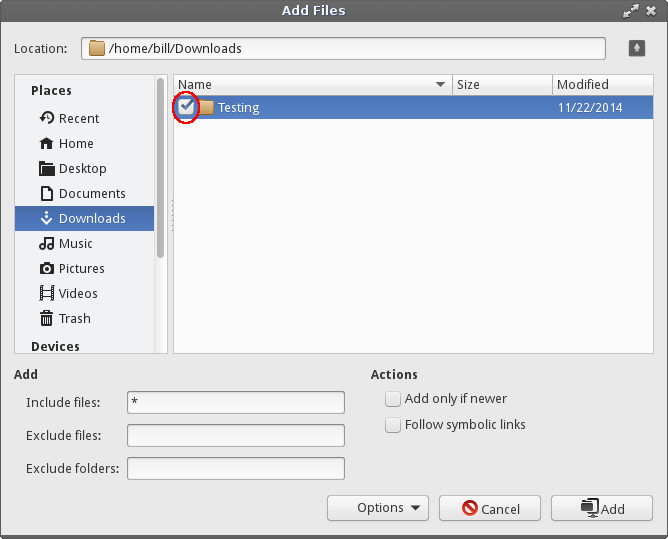 Add Files
Location: /home/bill/Downloads
Places
Recent
Home
Desktop
Documents
Downloads
Music
Pictures
Videos
Trash
Devices
Name Size Modified
Testing 11/22/2014
Add
Include files: *
Exclude files:
Exclude folders:
Actions
Add only if newer
Follow symbolic links
Options Cancel Add